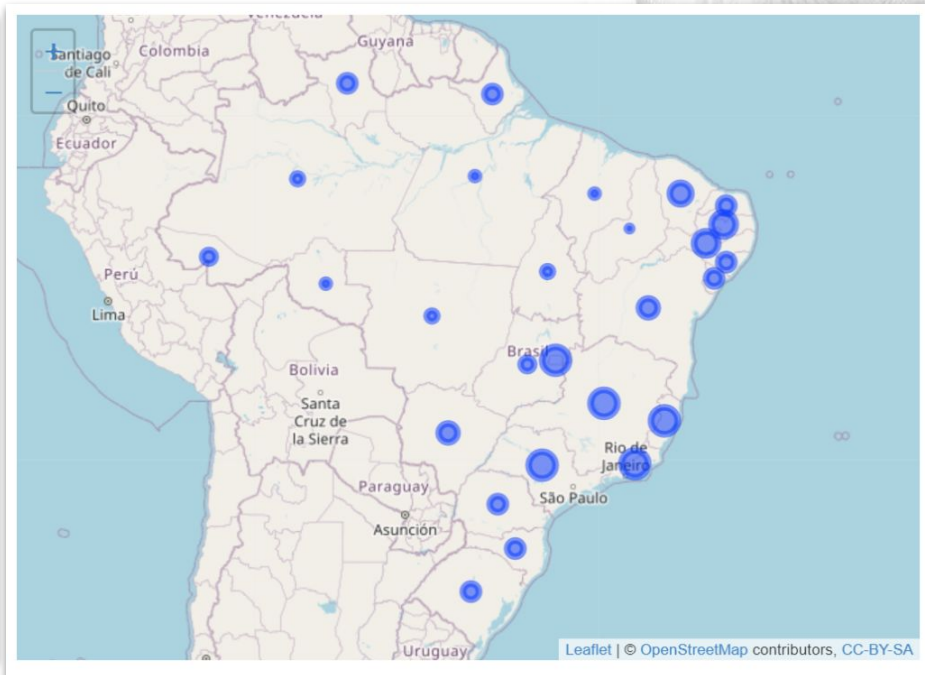 Venezuela
+
Santiago
de Cali
Colombia
Guyana
−
Quito
Ecuador
Perú
Lima
Brasil
Bolivia
Santa
Cruz de
la Sierra
Rio de
Janeiro
Paraguay
São Paulo
Asunción
Uruguay
Leaflet | © OpenStreetMap contributors, CC-BY-SA